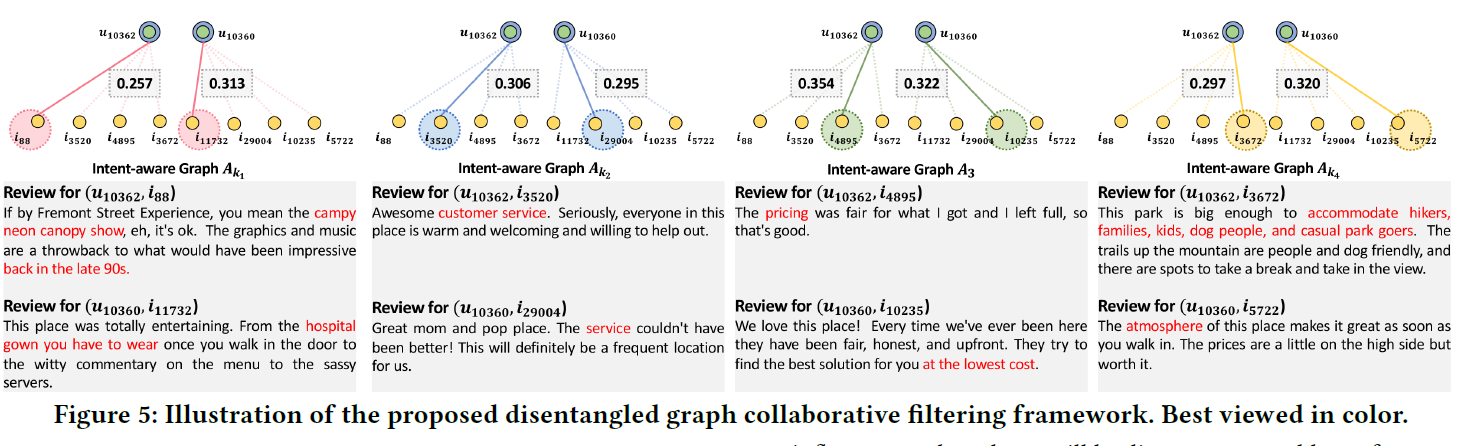 u10362 u10360 u10362 u10360 u10362 u10360 u10362 u10360
0.257 0.313 0.306 0.295 0.354 0.322 0.297 0.320
i88 i3520 i4895 i3672 i11732 i29004 i10235 i5722
i88 i3520 i4895 i3672 i11732 i29004 i10235 i5722
i88 i3520 i4895 i3672 i11732 i29004 i10235 i5722
i88 i3520 i4895 i3672 i11732 i29004 i10235 i5722
Intent-aware Graph Ak1
Review for (u10362, i88)
If by Fremont Street Experience, you mean the campy
neon canopy show, eh, it's ok. The graphics and music
are a throwback to what would have been impressive
back in the late 90s.
Review for (u10360, i11732)
This place was totally entertaining. From the hospital
gown you have to wear once you walk in the door to
the witty commentary on the menu to the sassy
servers.
Intent-aware Graph Ak2
Review for (u10362, i3520)
Awesome customer service. Seriously, everyone in this
place is warm and welcoming and willing to help out.
Review for (u10360, i29004)
Great mom and pop place. The service couldn't have
been better! This will definitely be a frequent location
for us.
Intent-aware Graph A3
Review for (u10362, i4895)
The pricing was fair for what I got and I left full, so
that's good.
Review for (u10360, i10235)
We love this place! Every time we've ever been here
they have been fair, honest, and upfront. They try to
find the best solution for you at the lowest cost.
Intent-aware Graph Ak4
Review for (u10362, i3672)
This park is big enough to accommodate hikers,
families, kids, dog people, and casual park goers. The
trails up the mountain are people and dog friendly, and
there are spots to take a break and take in the view.
Review for (u10360, i5722)
The atmosphere of this place makes it great as soon as
you walk in. The prices are a little on the high side but
worth it.
Figure 5: Illustration of the proposed disentangled graph collaborative filtering framework. Best viewed in color.